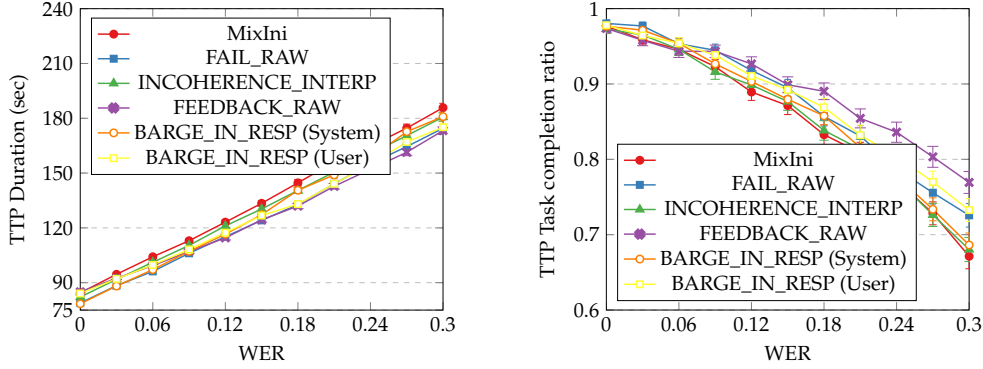 240
210
180
150
120
90
75
TTP Duration (sec)
MixIni
FAIL_RAW
INCOHERENCE_INTERP
FEEDBACK_RAW
BARGE_IN_RESP (System)
BARGE_IN_RESP (User)
0 0.06 0.12 0.18 0.24 0.3
WER
1
0.9
0.8
0.7
0.6
TTP Task completion ratio
MixIni
FAIL_RAW
INCOHERENCE_INTERP
FEEDBACK_RAW
BARGE_IN_RESP (System)
BARGE_IN_RESP (User)
0 0.06 0.12 0.18 0.24 0.3
WER